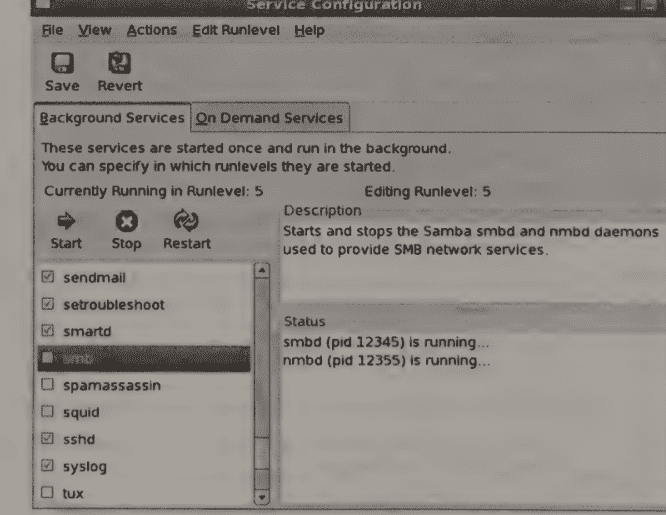 Service Configuration
File View Actions Edit Runlevel Help
Save Revert
Background Services On Demand Services
These services are started once and run in the background.
You can specify in which runlevels they are started.
Currently Running in Runlevel: 5 Editing Runlevel: 5
Start Stop Restart
Description
Starts and stops the Samba smbd and nmbd daemons
used to provide SMB network services.
sendmail
setroubleshoot
smartd
smb
spamassassin
squid
sshd
syslog
tux
Status
smbd (pid 12345) is running...
nmbd (pid 12355) is running...